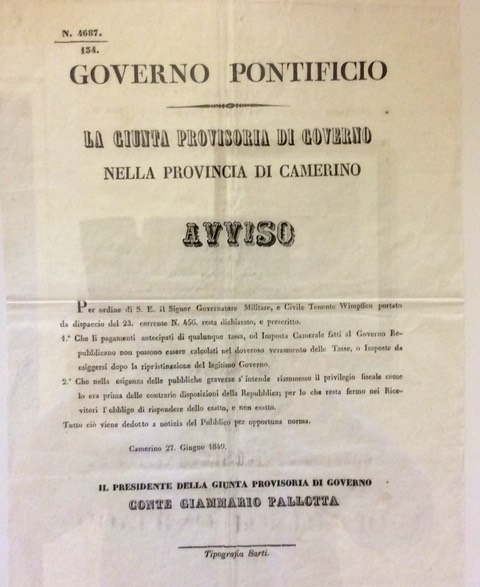 N. 4687.
154.
GOVERNO PONTIFICIO
LA GIUNTA PROVISORIA DI GOVERNO
NELLA PROVINCIA DI CAMERINO
AVVISO
Per ordine di S. E. il Signor Governatore Militare, e Civile Tenente Wimpffen portato
da dispaccio del 23. corrente N. 456. resta dichiarato, e prescritto.
1.° Che li pagamenti antecipati di qualunque tassa, od Imposta Camerale fatti al Governo Re-
pubblicano non possono essere calcolati nel doveroso versamento delle Tasse, o Imposte da
esiggersi dopo la ripristinazione del legitimo Governo.
2.° Che nella esiganza delle pubbliche gravezze s'intende riammesso il privilegio fiscale come
lo era prima delle contrarie disposizioni della Repubblica; per lo che resta fermo nei Rice-
vitori l'obbligo di rispondere dello esatto, e non esatto.
Tutto ciò viene dedotto a notizia del Pubblico per opportuna norma.
Camerino 27. Giugno 1849.
IL PRESIDENTE DELLA GIUNTA PROVISORIA DI GOVERNO
CONTE GIAMMARIO PALLOTTA
Tipografia Sarti.